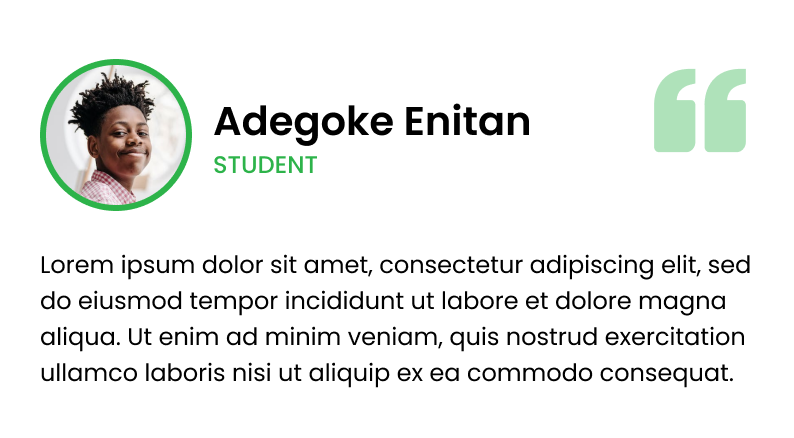 Adegoke Enitan
STUDENT
Lorem ipsum dolor sit amet, consectetur adipiscing elit, sed
do eiusmod tempor incididunt ut labore et dolore magna
aliqua. Ut enim ad minim veniam, quis nostrud exercitation
ullamco laboris nisi ut aliquip ex ea commodo consequat.